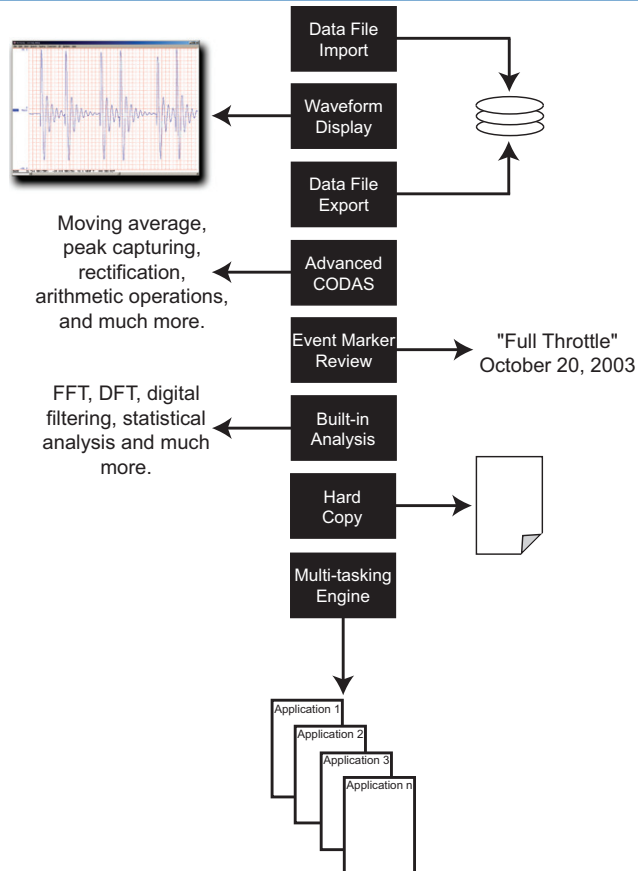 Data File
Import
Waveform
Display
Data File
Export
Moving average,
peak capturing,
rectification,
arithmetic operations,
and much more.
Advanced
CODAS
Event Marker
Review
"Full Throttle"
October 20, 2003
FFT, DFT, digital
filtering, statistical
analysis and much
more.
Built-in
Analysis
Hard
Copy
Multi-tasking
Engine
Application 1
Application 2
Application 3
Application n